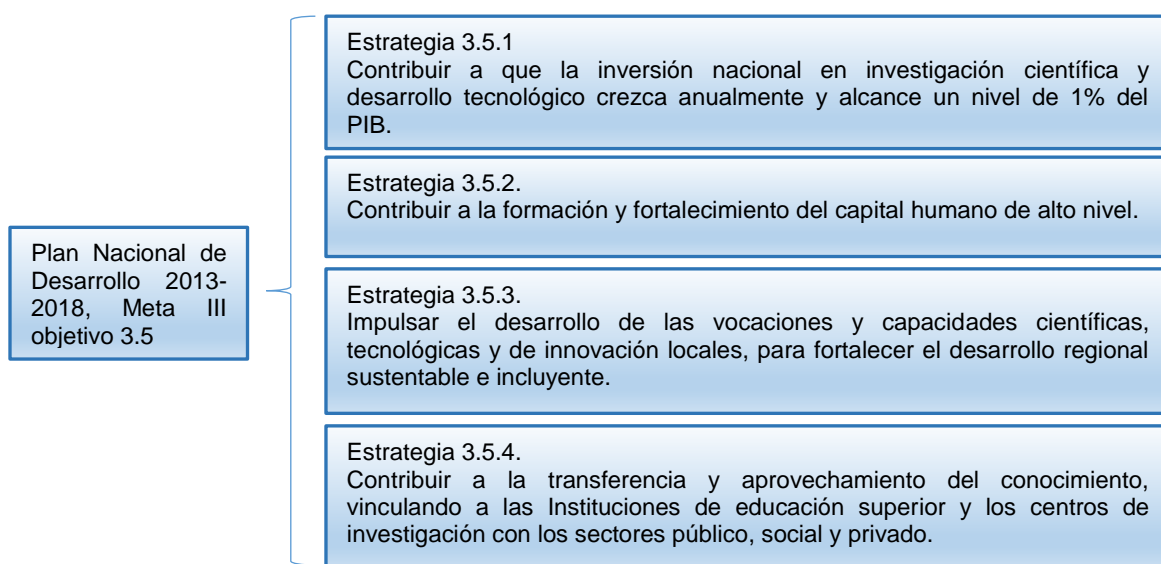 Plan Nacional de
Desarrollo 2013-
2018, Meta III
objetivo 3.5
Estrategia 3.5.1
Contribuir a que la inversión nacional en investigación científica y
desarrollo tecnológico crezca anualmente y alcance un nivel de 1% del
PIB.
Estrategia 3.5.2.
Contribuir a la formación y fortalecimiento del capital humano de alto nivel.
Estrategia 3.5.3.
Impulsar el desarrollo de las vocaciones y capacidades científicas,
tecnológicas y de innovación locales, para fortalecer el desarrollo regional
sustentable e incluyente.
Estrategia 3.5.4.
Contribuir a la transferencia y aprovechamiento del conocimiento,
vinculando a las Instituciones de educación superior y los centros de
investigación con los sectores público, social y privado.